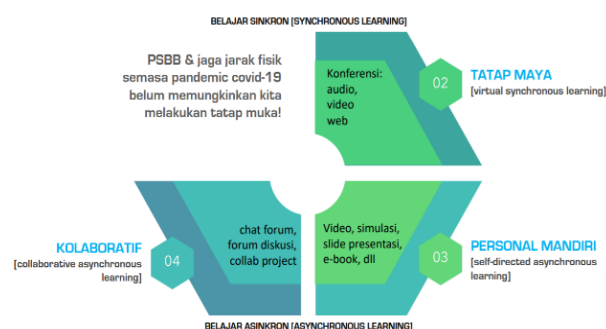 BELAJAR SINKRON [SYNCHRONOUS LEARNING]
PSBB & jaga jarak fisik
semasa pandemic covid-19
belum memungkinkan kita
melakukan tatap muka!
Konferensi:
audio,
video
web
02
TATAP MAYA
[virtual synchronous learning]
KOLABORATIF
[collaborative asynchronous
learning]
04
chat forum,
forum diskusi,
collab project
Video, simulasi,
slide presentasi,
e-book, dll
03
PERSONAL MANDIRI
[self-directed asynchronous
learning]
BELAJAR ASINKRON [ASYNCHRONOUS LEARNING]